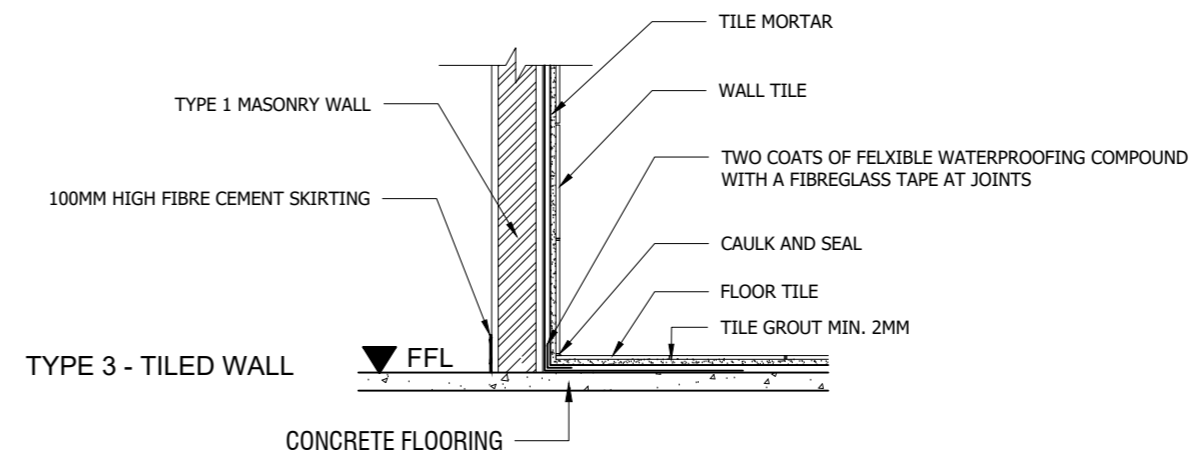 TILE MORTAR
WALL TILE
TYPE 1 MASONRY WALL
TWO COATS OF FELXIBLE WATERPROOFING COMPOUND
WITH A FIBREGLASS TAPE AT JOINTS
100MM HIGH FIBRE CEMENT SKIRTING
CAULK AND SEAL
FLOOR TILE
TILE GROUT MIN. 2MM
TYPE 3 - TILED WALL
FFL
CONCRETE FLOORING